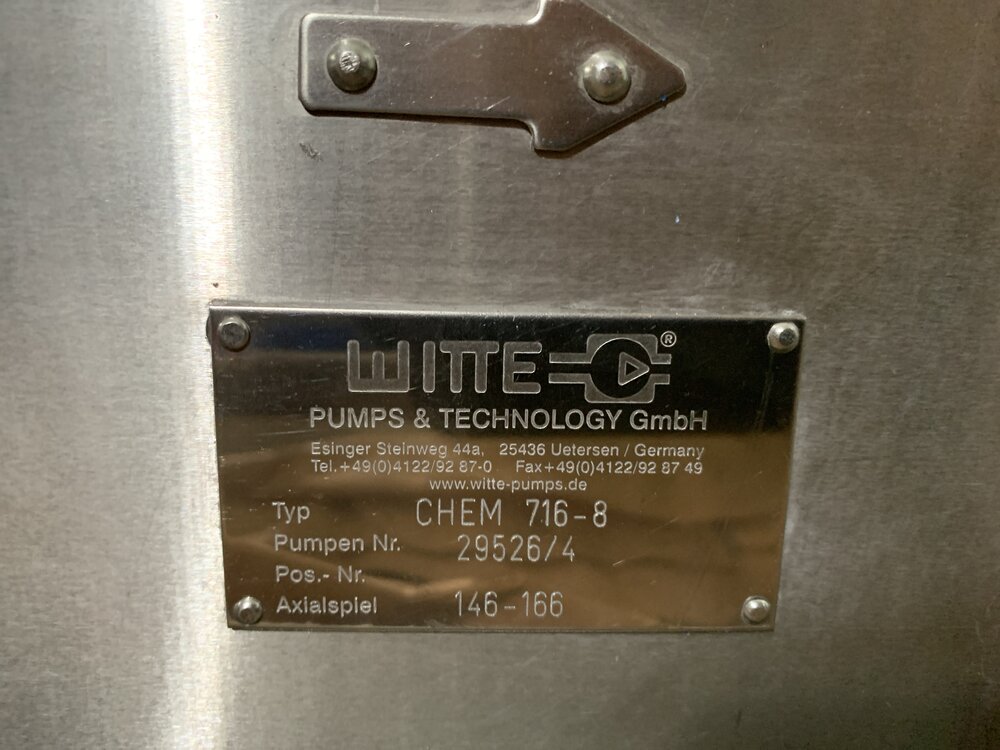 WITTE ®
PUMPS & TECHNOLOGY GmbH
Esinger Steinweg 44a, 25436 Uetersen / Germany
Tel.+49(0)4122/92 87-0 Fax+49(0)4122/92 87 49
www.witte-pumps.de
Typ CHEM 716-8
Pumpen Nr. 29526/4
Pos.- Nr.
Axialspiel 146-166